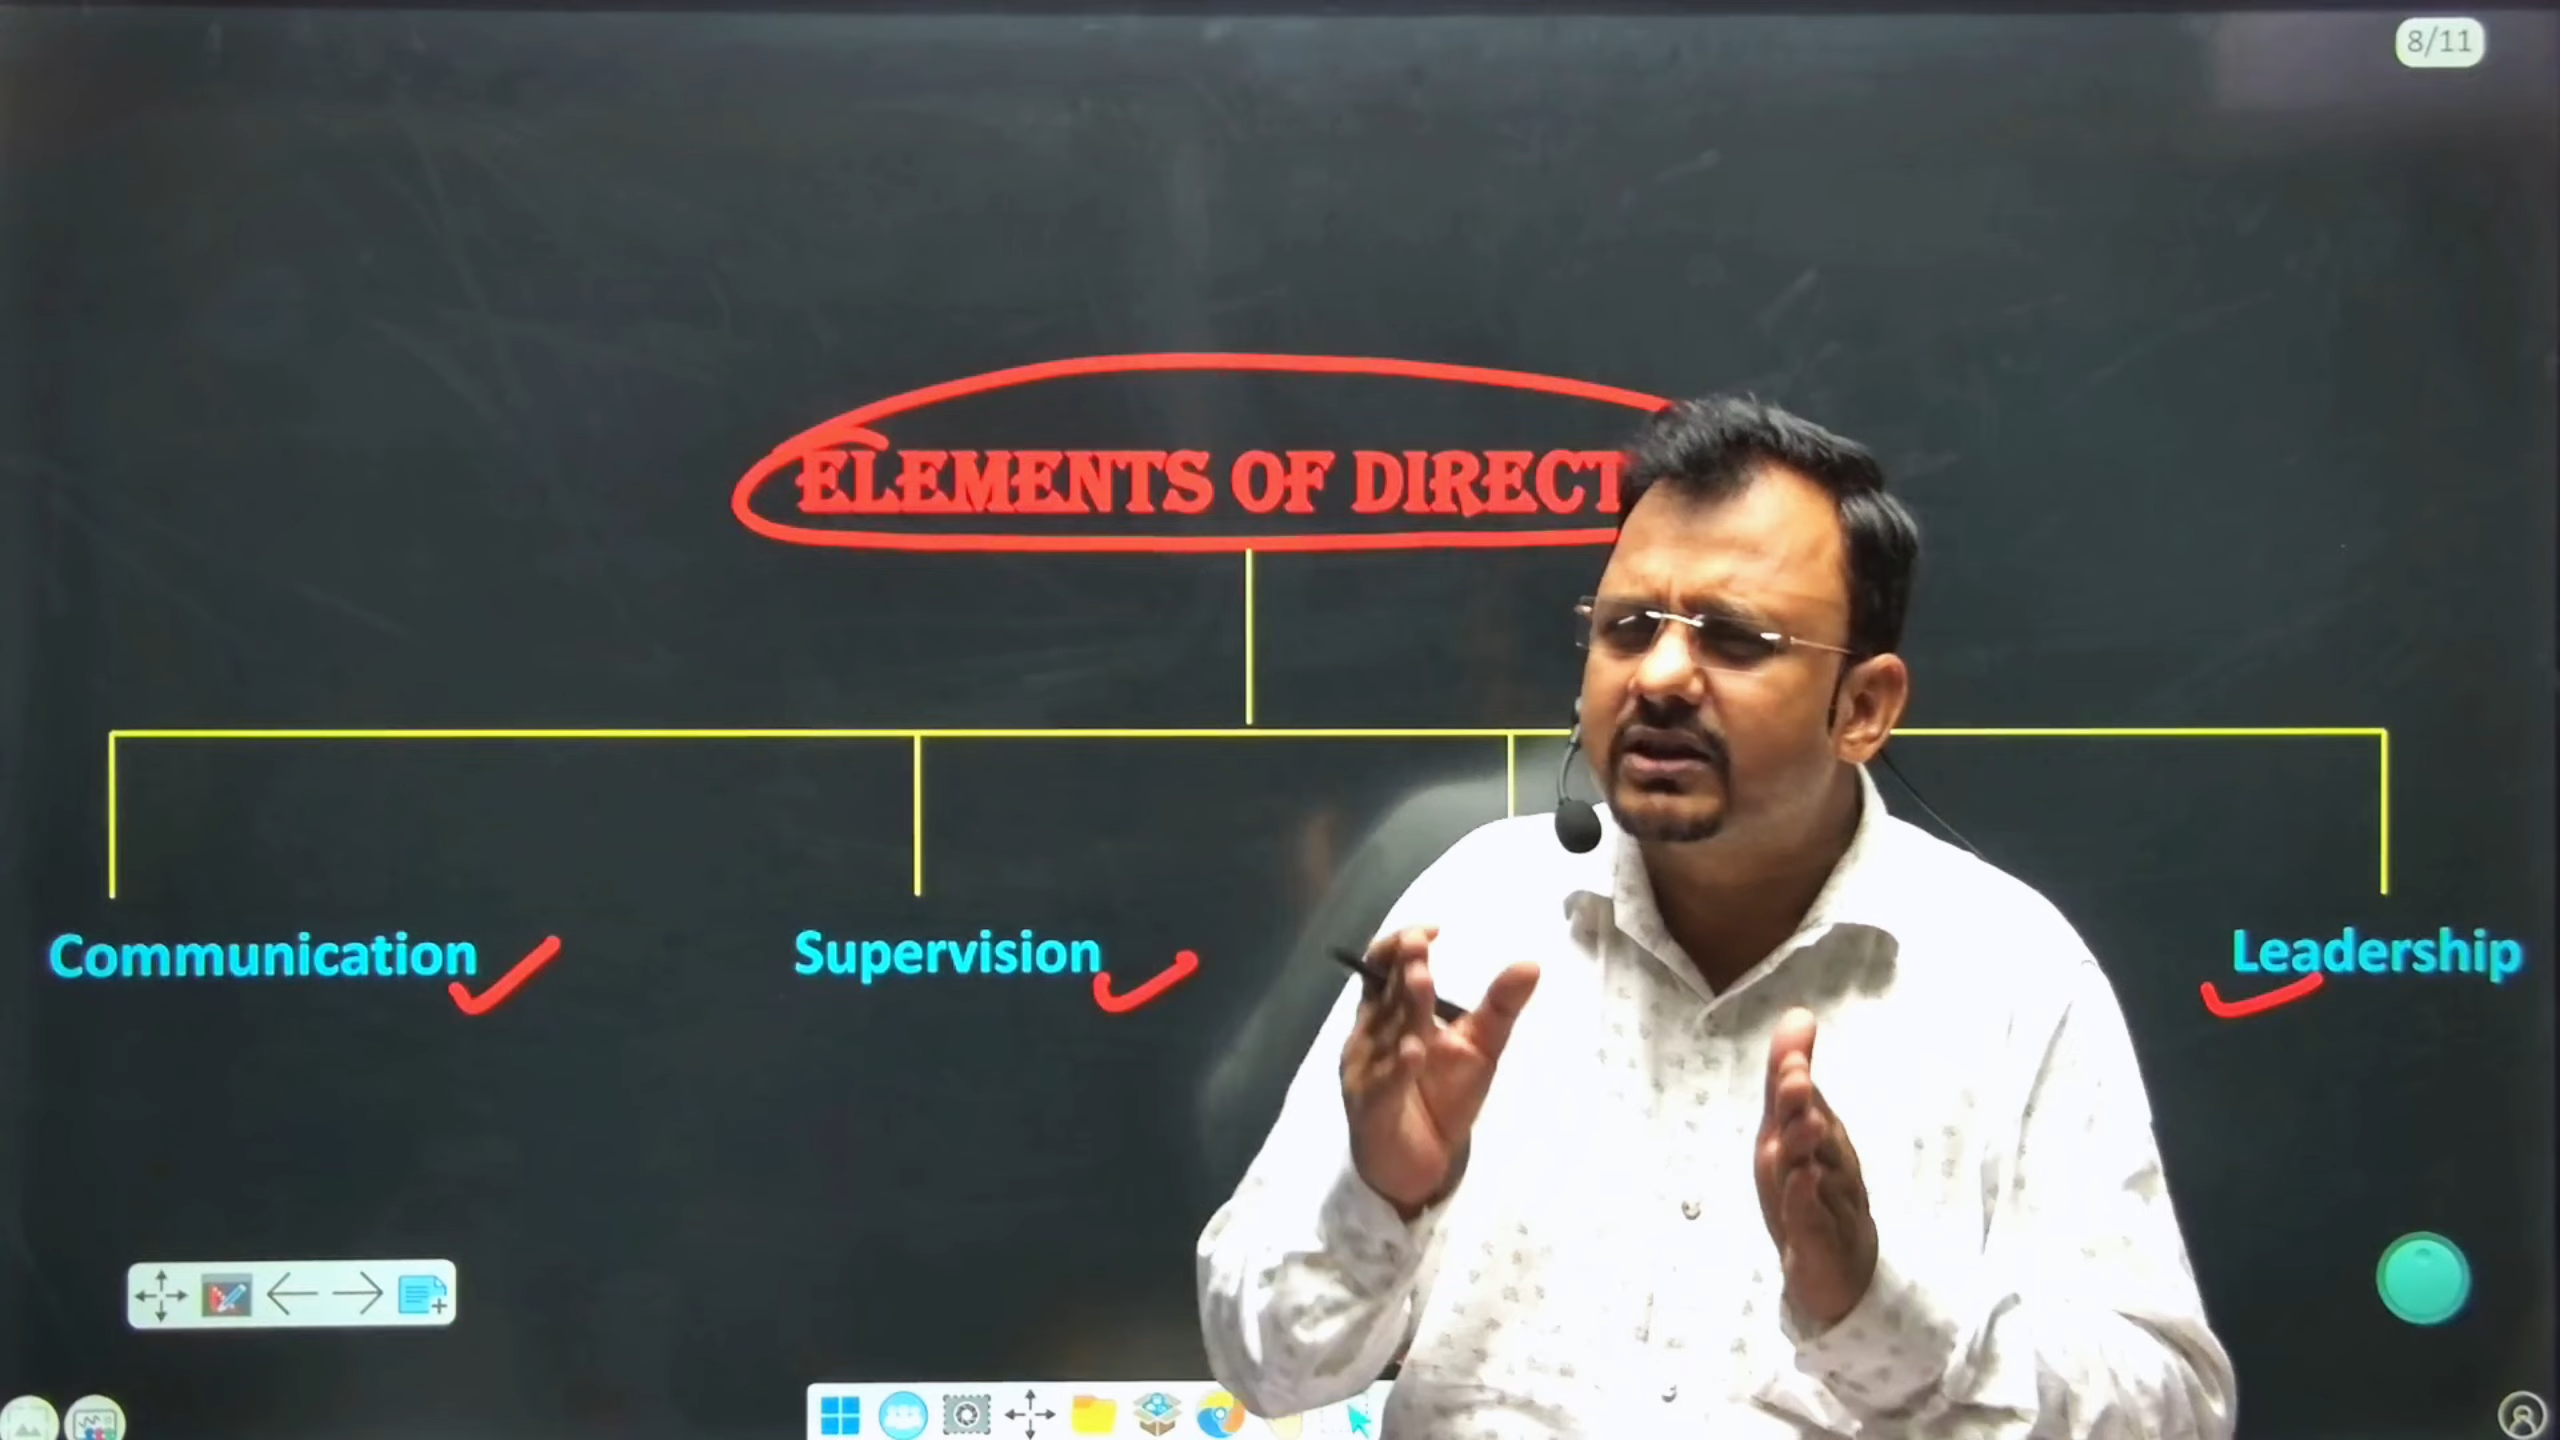 8/11
ELEMENTS OF DIRECT
Communication
Supervision
Leadership